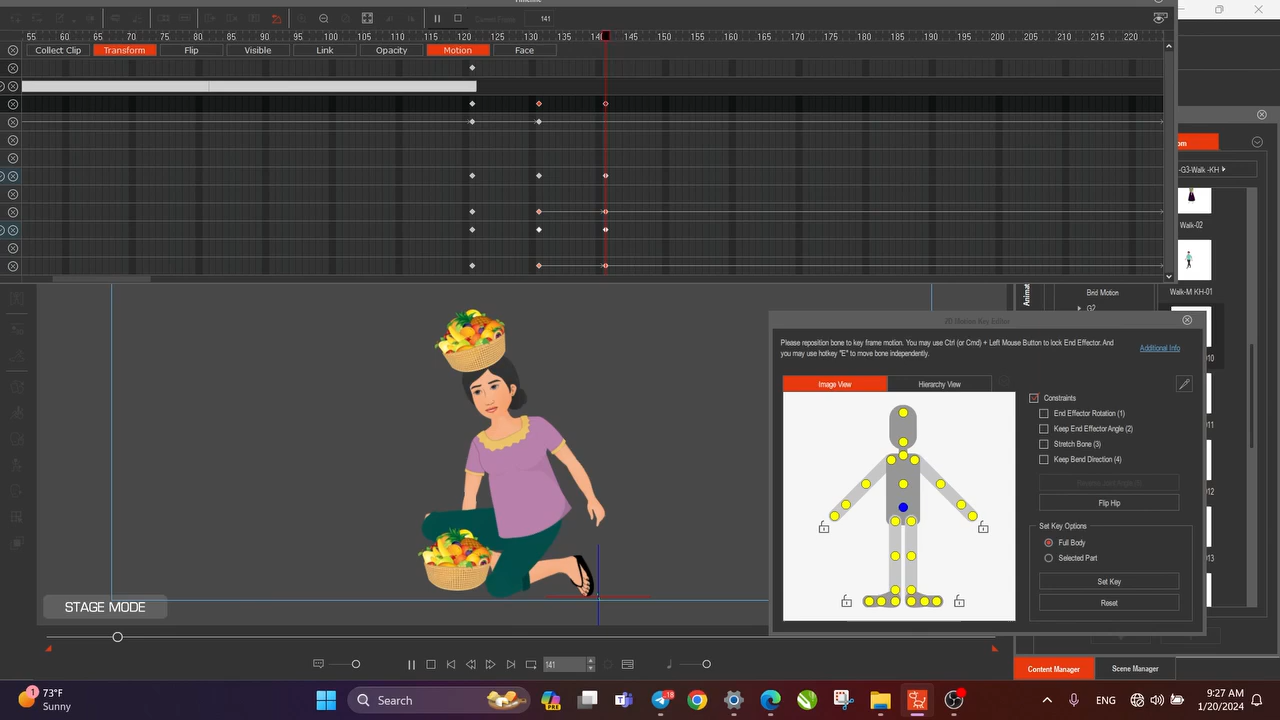 Timeline
Current Frame 141
55 60 65 70 75 80 85 90 95 100 105 110 115 120 125 130 135 140 145 150 155 160 165 170 175 180 185 190 195 200 205 210 215 220
Collect Clip Transform Flip Visible Link Opacity Motion Face
-G3-Walk -KH
Walk-02
Walk-M KH-01
Bird Motion
G2
2D Motion Key Editor
Please reposition bone to key frame motion. You may use Ctrl (or Cmd) + Left Mouse Button to lock End Effector. And
you may use hotkey "E" to move bone independently.
Additional Info
Image View Hierarchy View
Constraints
End Effector Rotation (1)
Keep End Effector Angle (2)
Stretch Bone (3)
Keep Bend Direction (4)
Flip Hip
Set Key Options
Full Body
Selected Part
Set Key
Reset
STAGE MODE
141
Content Manager Scene Manager
1
73°F
Sunny
Search
PRE
ENG
9:27 AM
1/20/2024